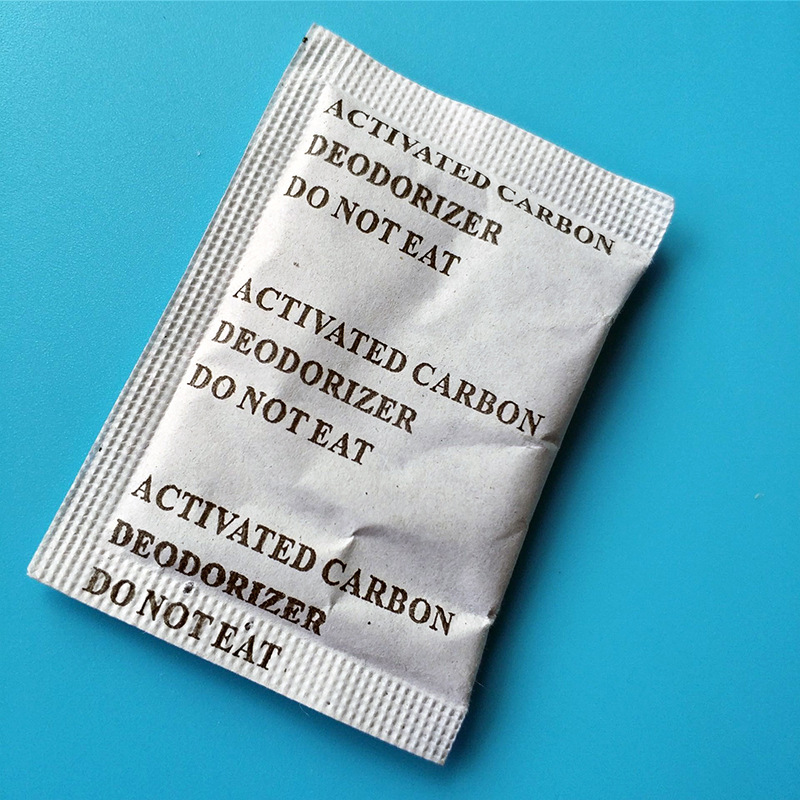 ACTIVATED CARBON
DEODORIZER
DO NOT EAT
ACTIVATED CARBON
DEODORIZER
DO NOT EAT
ACTIVATED CARBON
DEODORIZER
DO NOT EAT